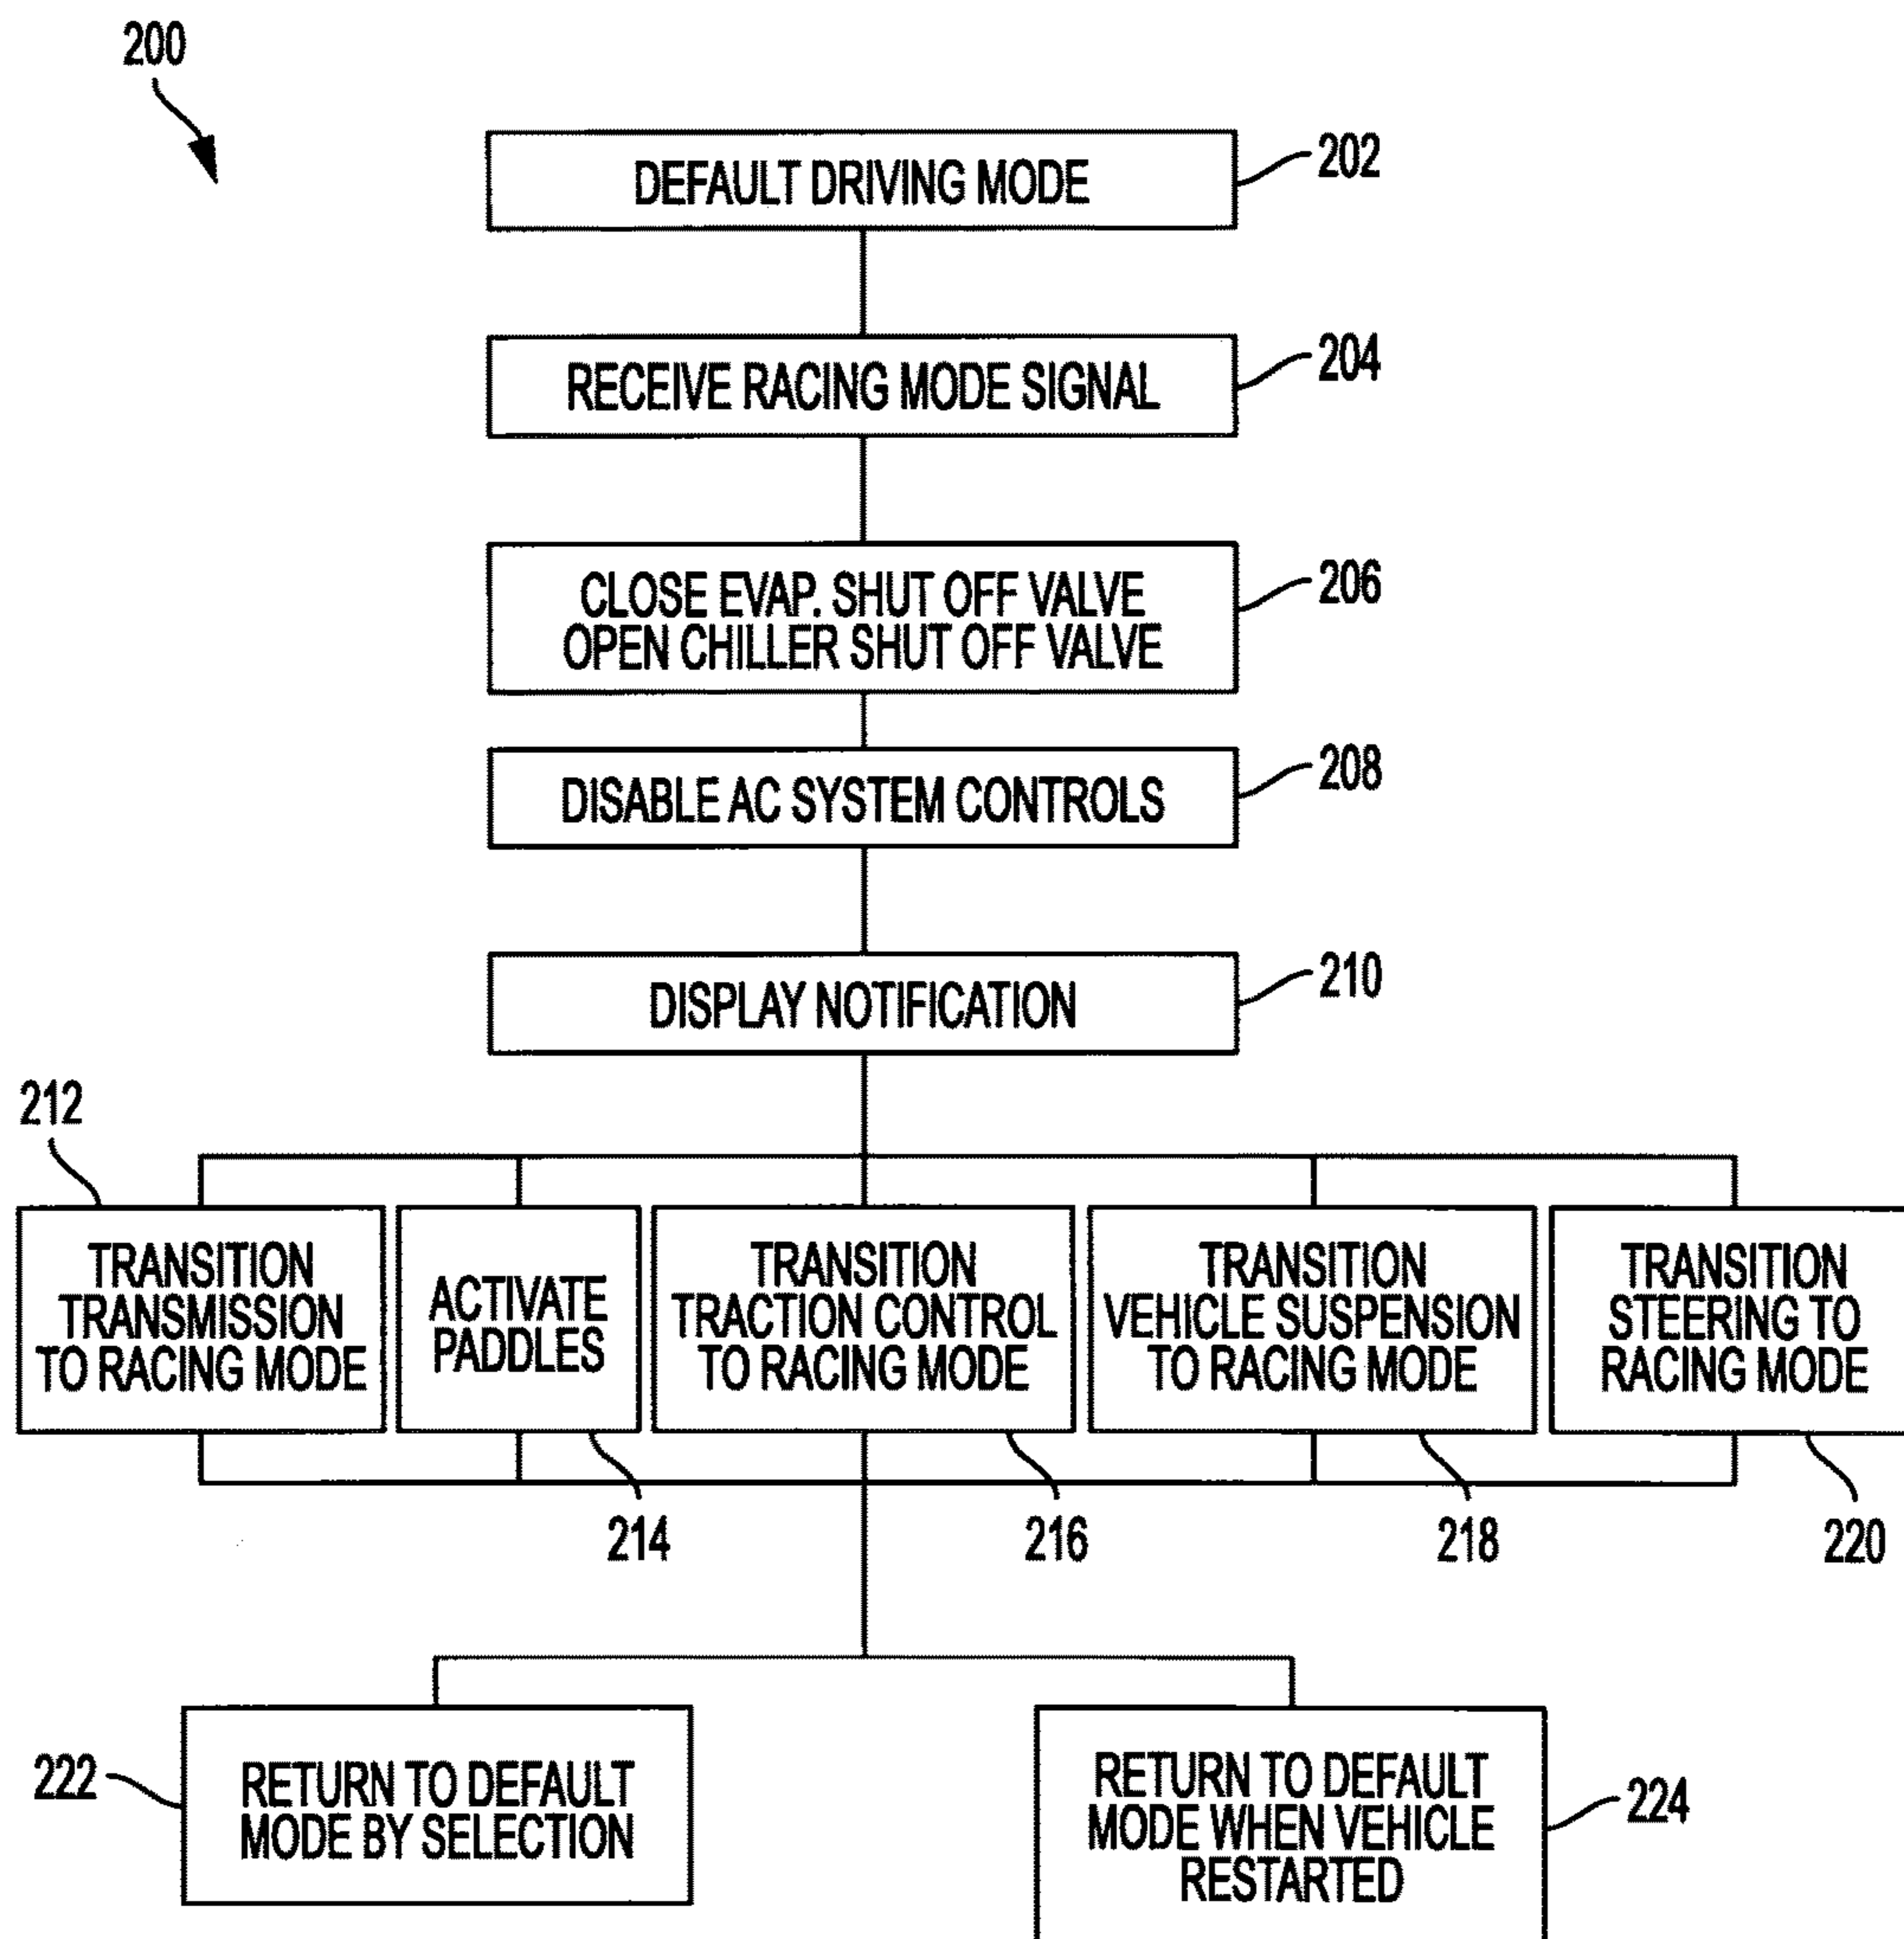 200
DEFAULT DRIVING MODE
202
RECEIVE RACING MODE SIGNAL
204
CLOSE EVAP. SHUT OFF VALVE
OPEN CHILLER SHUT OFF VALVE
206
DISABLE AC SYSTEM CONTROLS
208
DISPLAY NOTIFICATION
210
212
TRANSITION
TRANSMISSION
TO RACING MODE
ACTIVATE
PADDLES
TRANSITION
TRACTION CONTROL
TO RACING MODE
TRANSITION
VEHICLE SUSPENSION
TO RACING MODE
TRANSITION
STEERING TO
RACING MODE
214
216
218
220
222
RETURN TO DEFAULT
MODE BY SELECTION
RETURN TO DEFAULT
MODE WHEN VEHICLE
RESTARTED
224